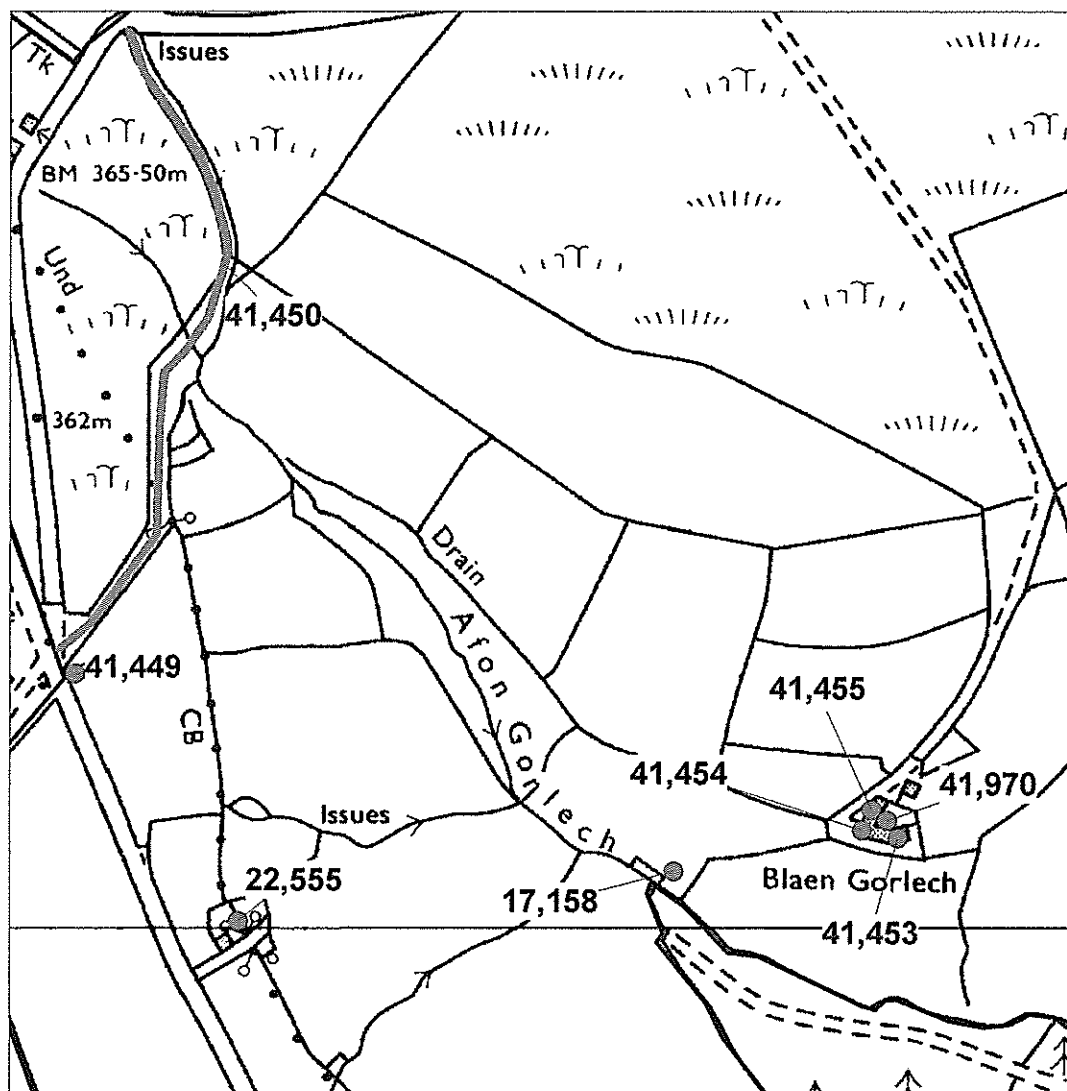 Issues
Tk
BM 365·50m
Und
41,450
362m
Drain
Afon Gorlech
41,449
CB
41,455
41,454
41,970
Issues
22,555
Blaen Gorlech
17,158
41,453